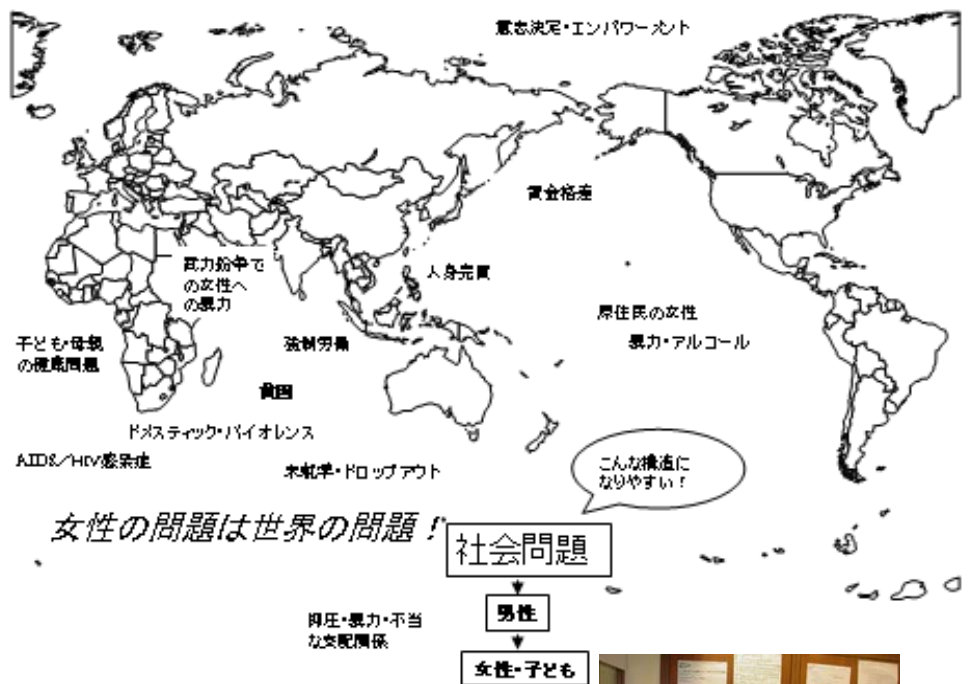 意志決定・エンパワーメント
賃金格差
武力紛争で
の女性へ
の暴力
人身売買
原住民の女性
暴力・アルコール
子ども・母親
の健康問題
強制労働
貧困
ドメスティック・バイオレンス
AIDS/HIV感染症
未就学・ドロップアウト
こんな構造に
なりやすい！
女性の問題は世界の問題！
社会問題
男性
抑圧・暴力・不当
な支配関係
女性・子ども